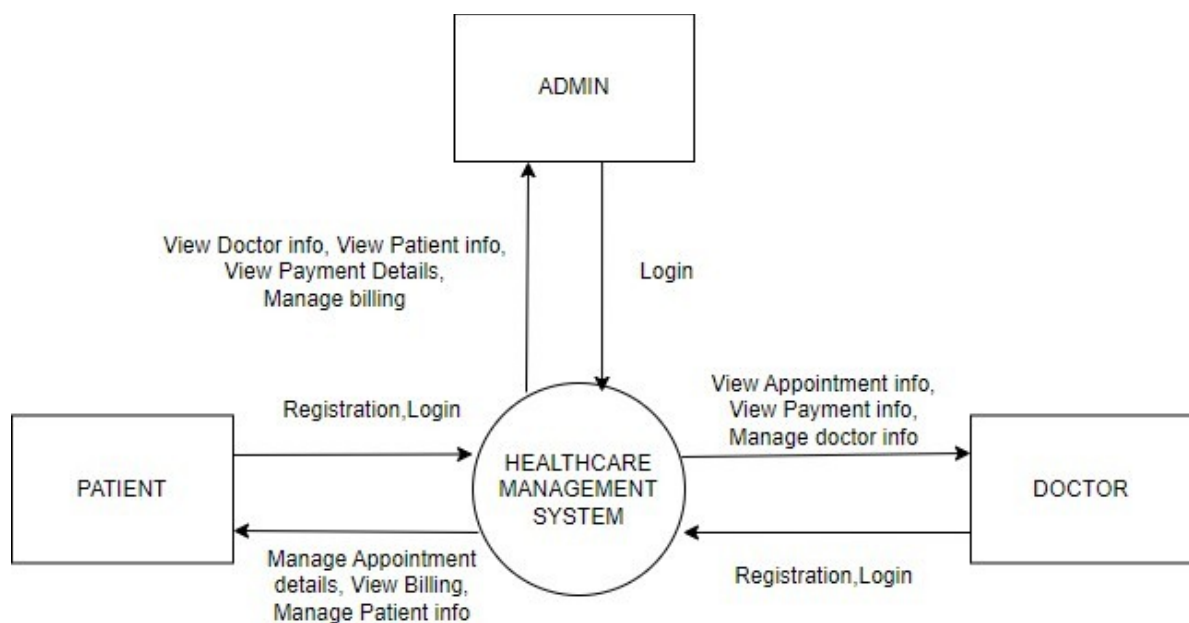 ADMIN
View Doctor info, View Patient info,
View Payment Details,
Manage billing
Login
View Appointment info,
View Payment info,
Manage doctor info
Registration,Login
PATIENT
HEALTHCARE
MANAGEMENT
SYSTEM
DOCTOR
Manage Appointment
details, View Billing,
Manage Patient info
Registration,Login